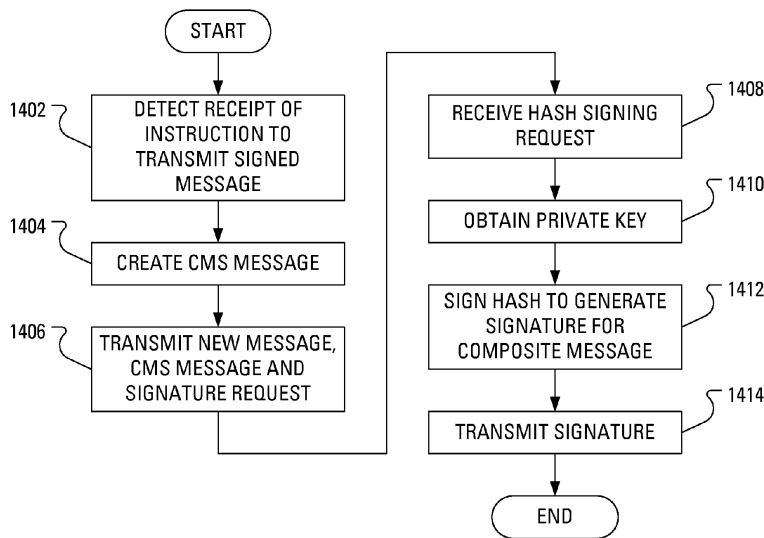 START
1402
DETECT RECEIPT OF
INSTRUCTION TO
TRANSMIT SIGNED
MESSAGE
1404
CREATE CMS MESSAGE
1406
TRANSMIT NEW MESSAGE,
CMS MESSAGE AND
SIGNATURE REQUEST
1408
RECEIVE HASH SIGNING
REQUEST
1410
OBTAIN PRIVATE KEY
1412
SIGN HASH TO GENERATE
SIGNATURE FOR
COMPOSITE MESSAGE
1414
TRANSMIT SIGNATURE
END